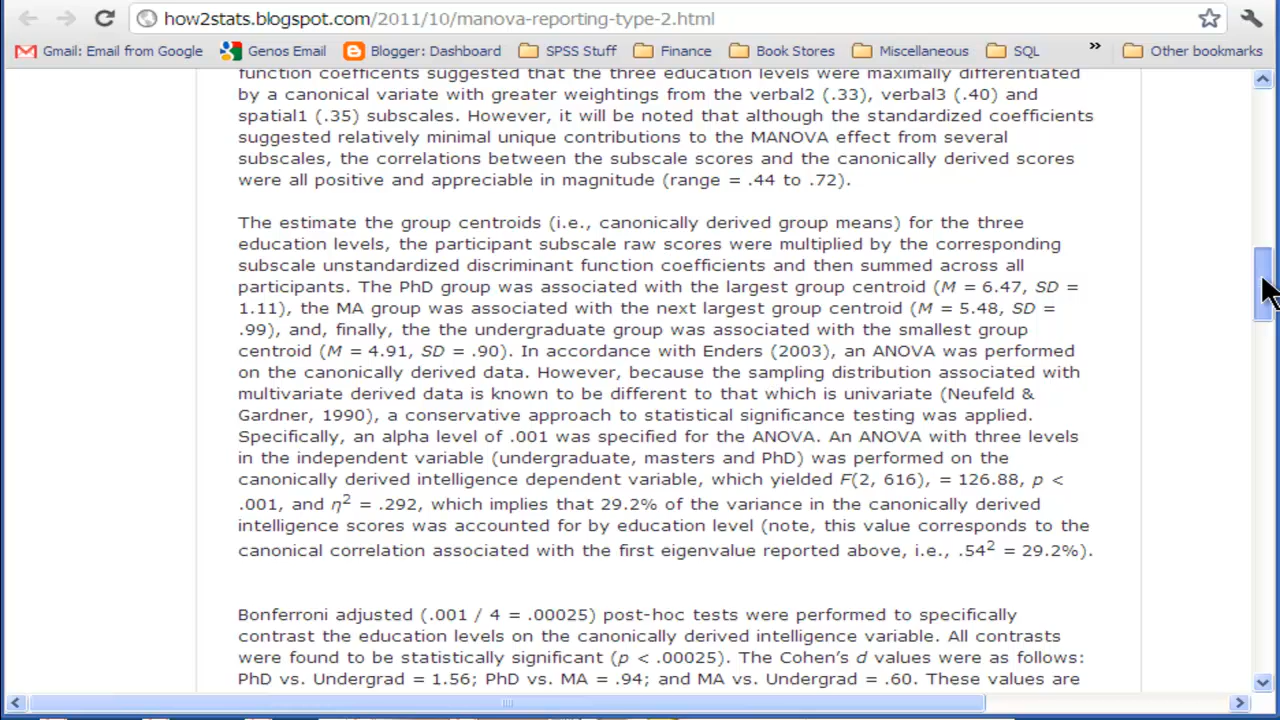 how2stats.blogspot.com/2011/10/manova-reporting-type-2.html
Gmail: Email from Google Genos Email Blogger: Dashboard SPSS Stuff Finance Book Stores Miscellaneous SQL » Other bookmarks
function coefficents suggested that the three education levels were maximally differentiated
by a canonical variate with greater weightings from the verbal2 (.33), verbal3 (.40) and
spatial1 (.35) subscales. However, it will be noted that although the standardized coefficients
suggested relatively minimal unique contributions to the MANOVA effect from several
subscales, the correlations between the subscale scores and the canonically derived scores
were all positive and appreciable in magnitude (range = .44 to .72).
The estimate the group centroids (i.e., canonically derived group means) for the three
education levels, the participant subscale raw scores were multiplied by the corresponding
subscale unstandardized discriminant function coefficients and then summed across all
participants. The PhD group was associated with the largest group centroid (M = 6.47, SD =
1.11), the MA group was associated with the next largest group centroid (M = 5.48, SD =
.99), and, finally, the the undergraduate group was associated with the smallest group
centroid (M = 4.91, SD = .90). In accordance with Enders (2003), an ANOVA was performed
on the canonically derived data. However, because the sampling distribution associated with
multivariate derived data is known to be different to that which is univariate (Neufeld &
Gardner, 1990), a conservative approach to statistical significance testing was applied.
Specifically, an alpha level of .001 was specified for the ANOVA. An ANOVA with three levels
in the independent variable (undergraduate, masters and PhD) was performed on the
canonically derived intelligence dependent variable, which yielded F(2, 616), = 126.88, p <
.001, and η² = .292, which implies that 29.2% of the variance in the canonically derived
intelligence scores was accounted for by education level (note, this value corresponds to the
canonical correlation associated with the first eigenvalue reported above, i.e., .54² = 29.2%).
Bonferroni adjusted (.001 / 4 = .00025) post-hoc tests were performed to specifically
contrast the education levels on the canonically derived intelligence variable. All contrasts
were found to be statistically significant (p < .00025). The Cohen's d values were as follows:
PhD vs. Undergrad = 1.56; PhD vs. MA = .94; and MA vs. Undergrad = .60. These values are